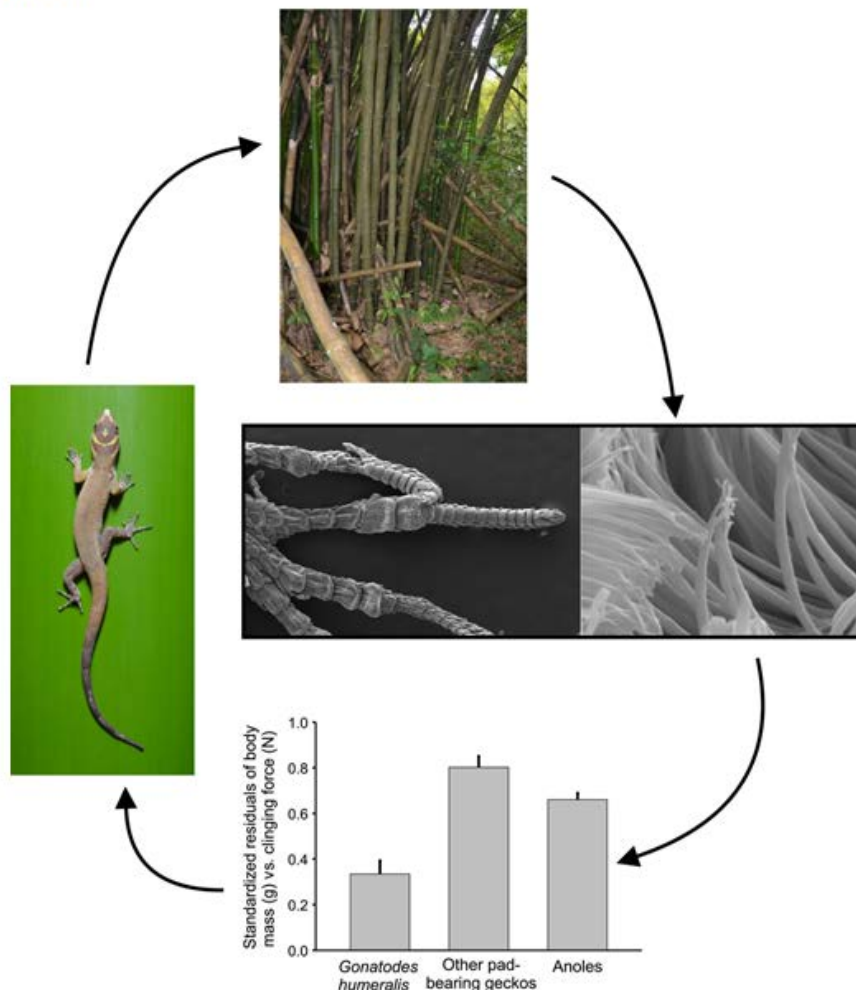 Standardized residuals of body
mass (g) vs. clinging force (N)
1.0
0.8
0.6
0.4
0.2
0.0
Gonatodes
humeralis
Other pad-
bearing geckos
Anoles